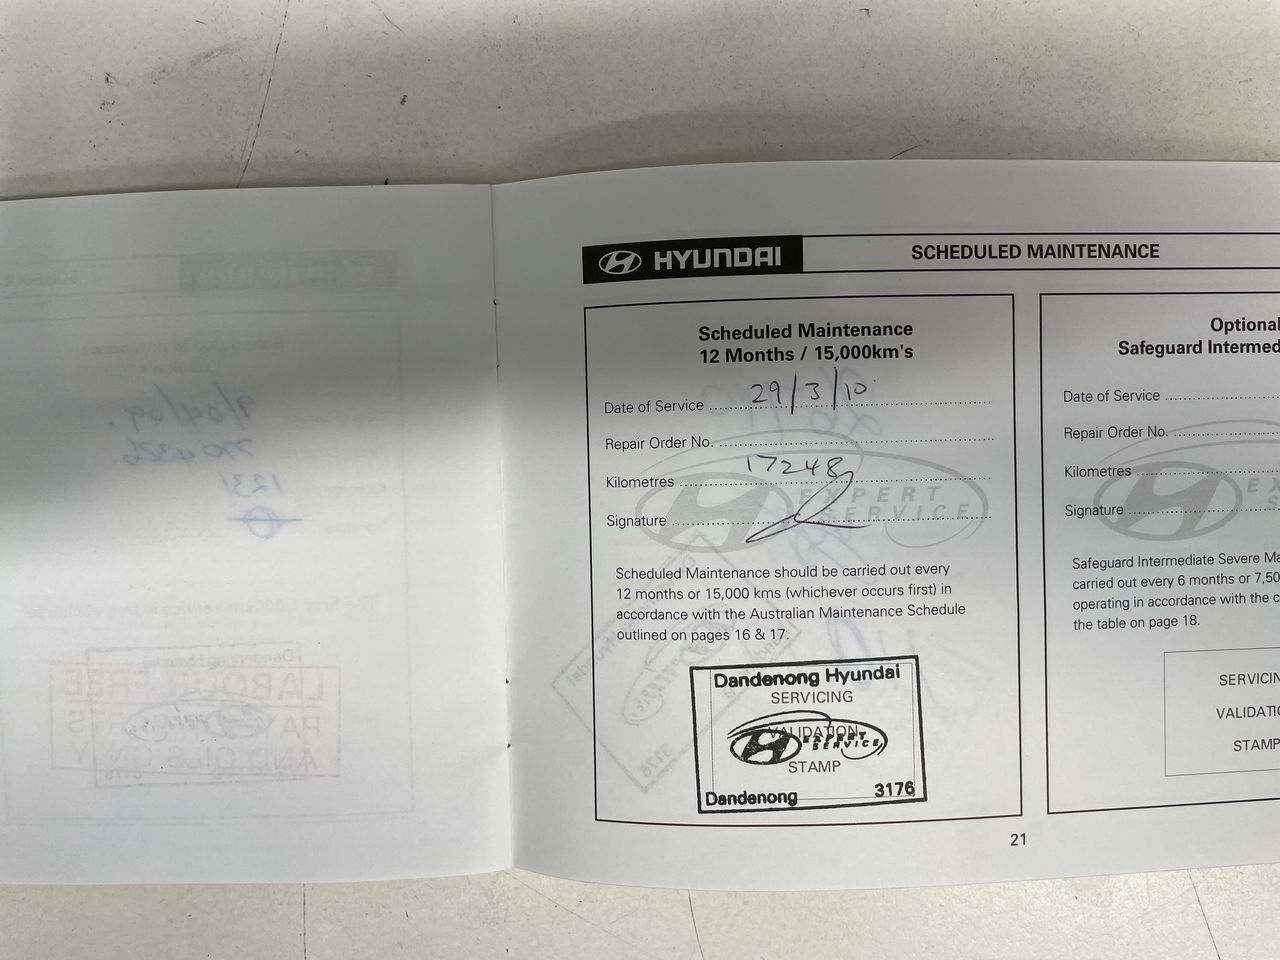 HYUNDAI
SCHEDULED MAINTENANCE
Scheduled Maintenance
12 Months / 15,000km's
Date of Service 29/3/10
Repair Order No.
Kilometres 17248
Signature
EXPERT
SERVICE
Scheduled Maintenance should be carried out every
12 months or 15,000 kms (whichever occurs first) in
accordance with the Australian Maintenance Schedule
outlined on pages 16 & 17.
Dandenong Hyundai
SERVICING
VALIDATION
EXPERT
SERVICE
STAMP
Dandenong 3176
21
Optional
Safeguard Intermed
Date of Service
Repair Order No.
Kilometres
Signature
Safeguard Intermediate Severe Ma
carried out every 6 months or 7,50
operating in accordance with the c
the table on page 18.
SERVICIN
VALIDATIO
STAMP